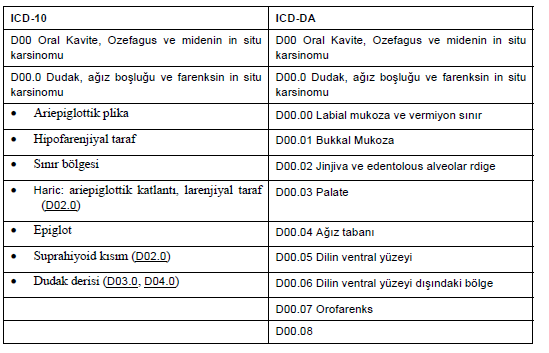 ICD-10
ICD-DA
D00 Oral Kavite, Ozefagus ve midenin in situ
karsinomu
D00 Oral Kavite, Ozefagus ve midenin in situ
karsinomu
D00.0 Dudak, ağız boşluğu ve farenksin in situ
karsinomu
D00.0 Dudak, ağız boşluğu ve farenksin in situ
karsinomu
• Ariepiglottik plika
D00.00 Labial mukoza ve vermiyon sınır
• Hipofarenjiyal taraf
D00.01 Bukkal Mukoza
• Sınır bölgesi
D00.02 Jinjiva ve edentolous alveolar rdige
• Haric: ariepiglottik katlantı, larenjiyal taraf
(D02.0)
D00.03 Palate
• Epiglot
D00.04 Ağız tabanı
• Suprahiyoid kısım (D02.0)
D00.05 Dilin ventral yüzeyi
• Dudak derisi (D03.0, D04.0)
D00.06 Dilin ventral yüzeyi dışındaki bölge
D00.07 Orofarenks
D00.08